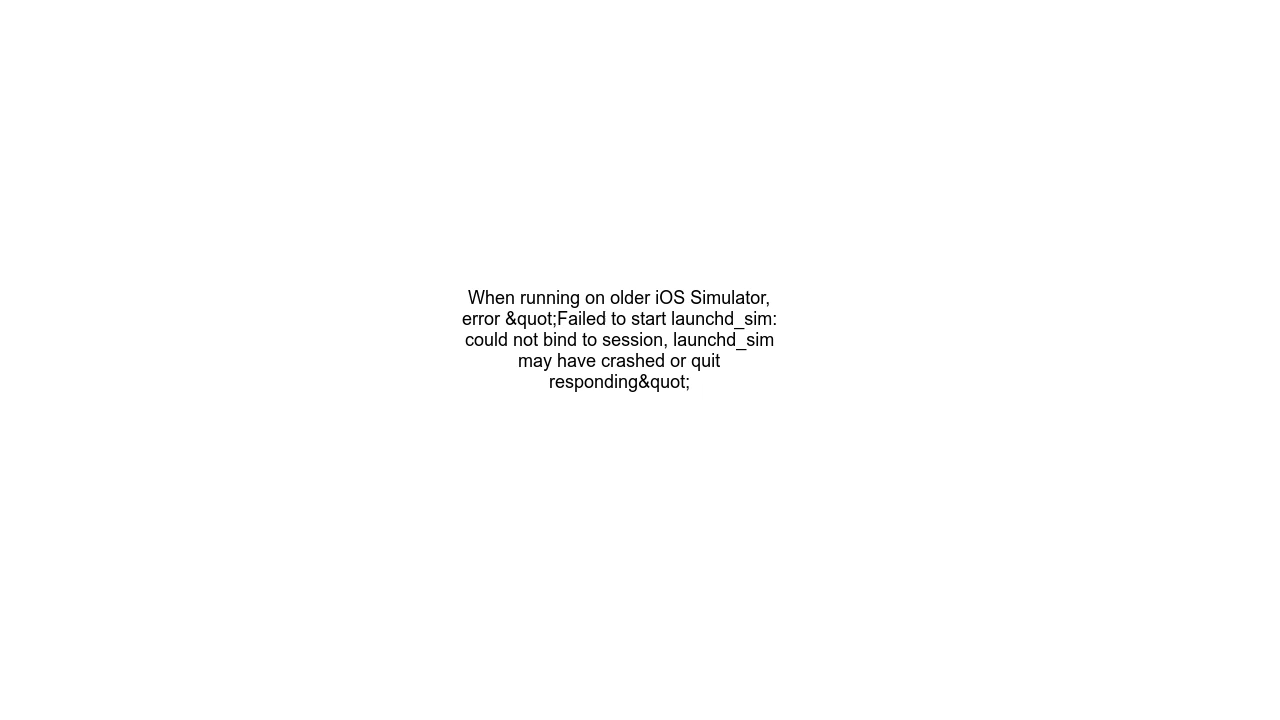 When running on older iOS Simulator,
error &quot;Failed to start launchd_sim:
could not bind to session, launchd_sim
may have crashed or quit
responding&quot;